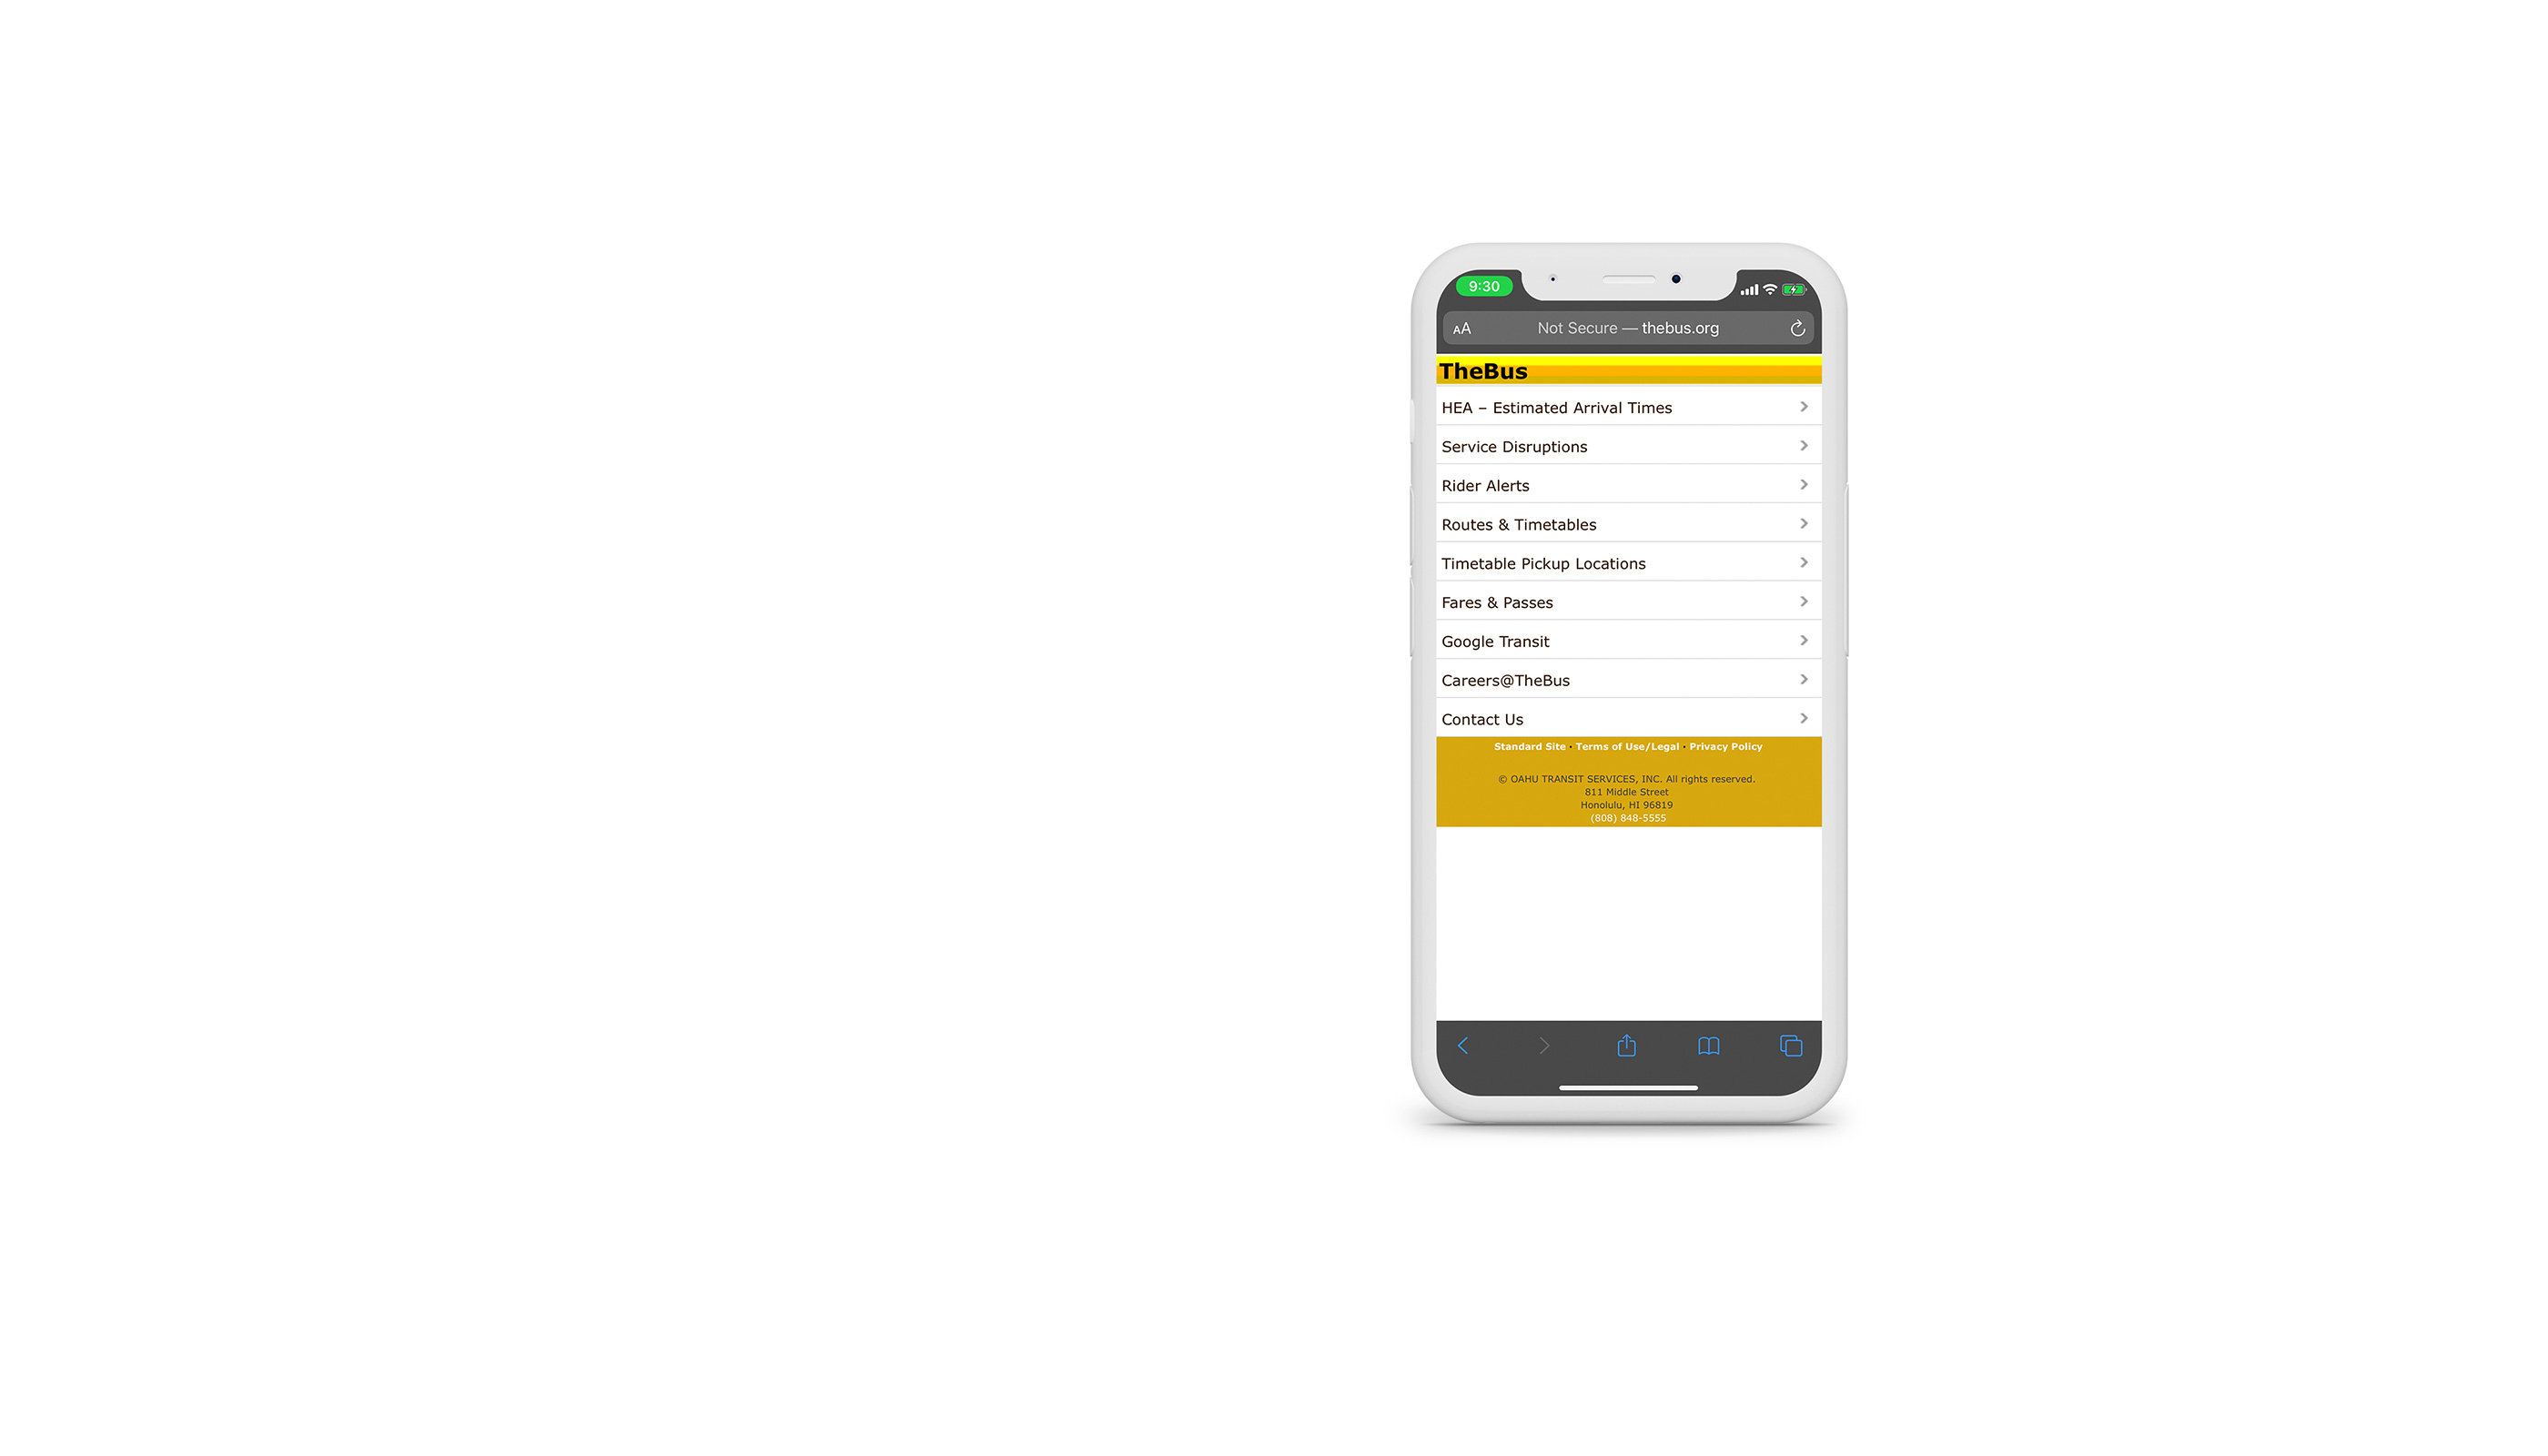 9:30
AA Not Secure — thebus.org
TheBus
HEA – Estimated Arrival Times
Service Disruptions
Rider Alerts
Routes & Timetables
Timetable Pickup Locations
Fares & Passes
Google Transit
Careers@TheBus
Contact Us
Standard Site · Terms of Use/Legal · Privacy Policy
© OAHU TRANSIT SERVICES, INC. All rights reserved.
811 Middle Street
Honolulu, HI 96819
(808) 848-5555